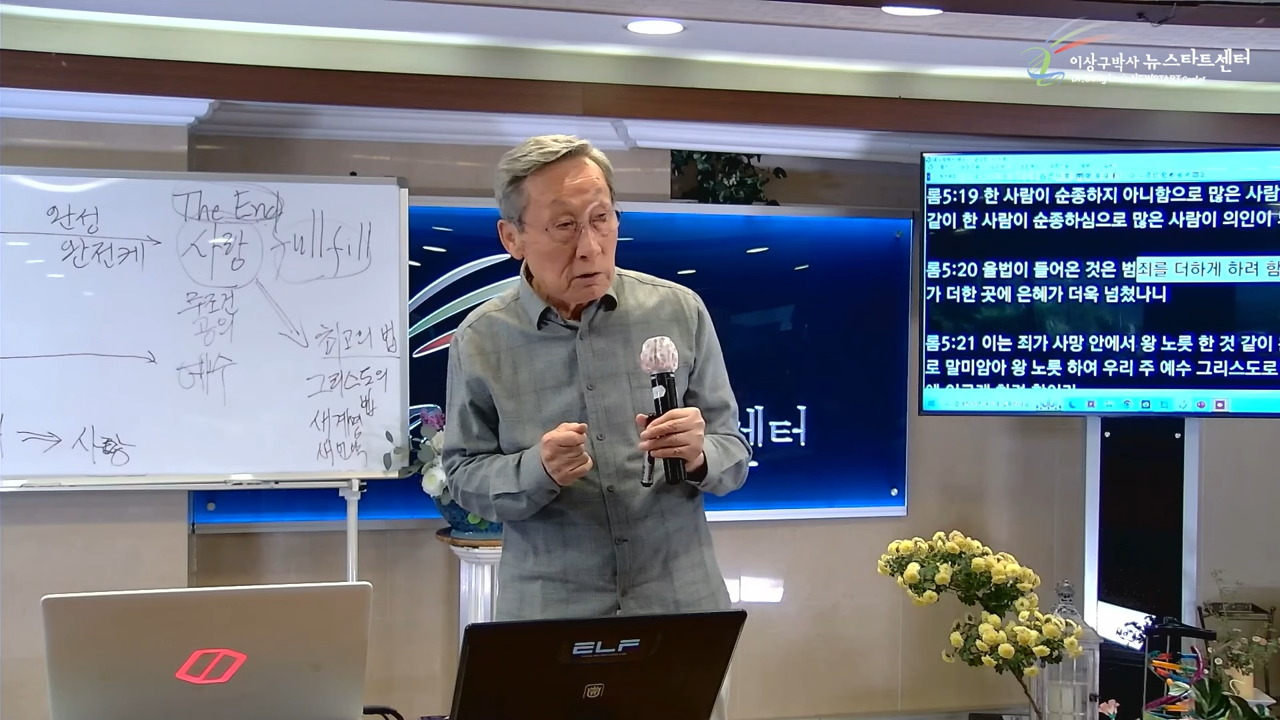 이상구박사 뉴스타트센터
완성
완전케
The End
사랑
fullfill
무조건
공의
예수
최고의 법
그리스도의
법
새계명
새언약
⇒ 사랑
롬5:19 한 사람이 순종하지 아니함으로 많은 사람
같이 한 사람이 순종하심으로 많은 사람이 의인이
롬5:20 율법이 들어온 것은 범죄를 더하게 하려 함
가 더한 곳에 은혜가 더욱 넘쳤나니
롬5:21 이는 죄가 사망 안에서 왕 노릇 한 것 같이
로 말미암아 왕 노릇 하여 우리 주 예수 그리스도로
센터
ELF